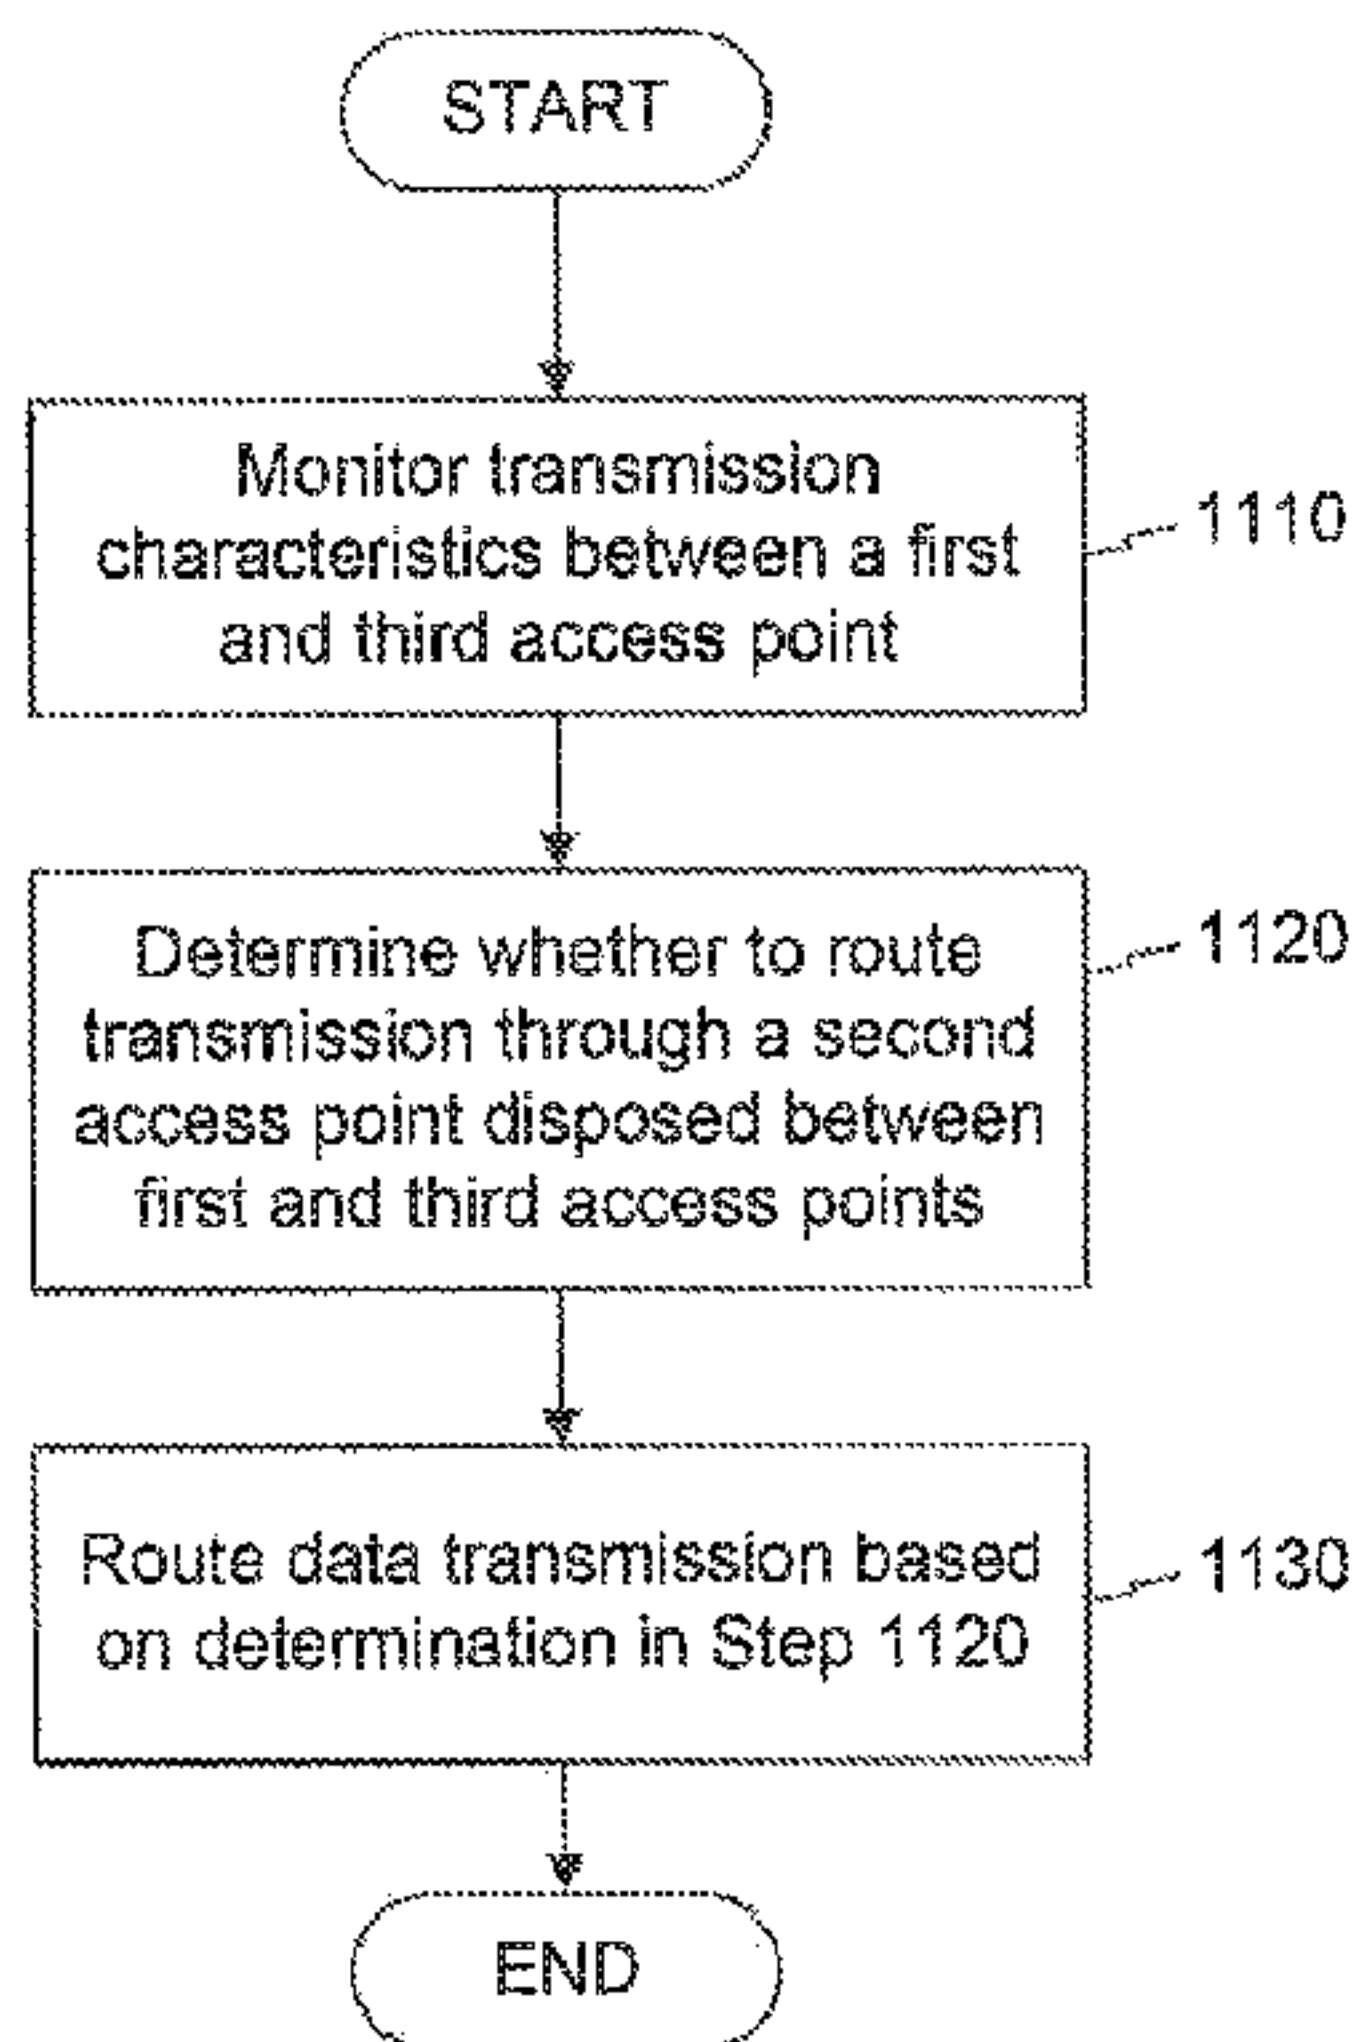 START
Monitor transmission
characteristics between a first
and third access point
1110
Determine whether to route
transmission through a second
access point disposed between
first and third access points
1120
Route data transmission based
on determination in Step 1120
1130
END